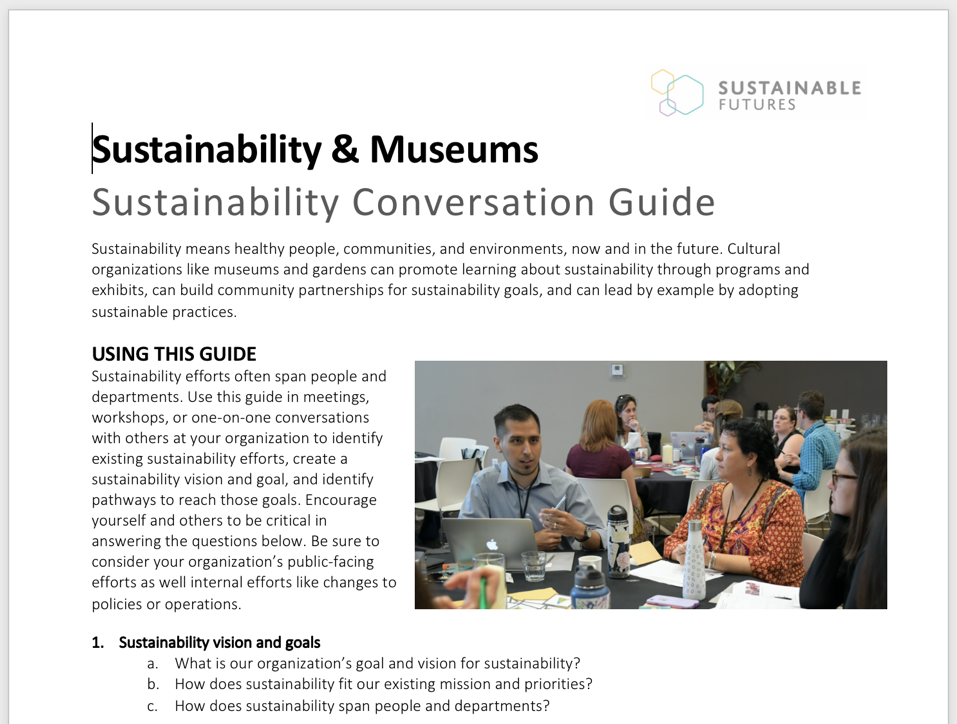 SUSTAINABLE
FUTURES
Sustainability & Museums
Sustainability Conversation Guide
Sustainability means healthy people, communities, and environments, now and in the future. Cultural
organizations like museums and gardens can promote learning about sustainability through programs and
exhibits, can build community partnerships for sustainability goals, and can lead by example by adopting
sustainable practices.
USING THIS GUIDE
Sustainability efforts often span people and
departments. Use this guide in meetings,
workshops, or one-on-one conversations
with others at your organization to identify
existing sustainability efforts, create a
sustainability vision and goal, and identify
pathways to reach those goals. Encourage
yourself and others to be critical in
answering the questions below. Be sure to
consider your organization’s public-facing
efforts as well internal efforts like changes to
policies or operations.
1. Sustainability vision and goals
a. What is our organization’s goal and vision for sustainability?
b. How does sustainability fit our existing mission and priorities?
c. How does sustainability span people and departments?